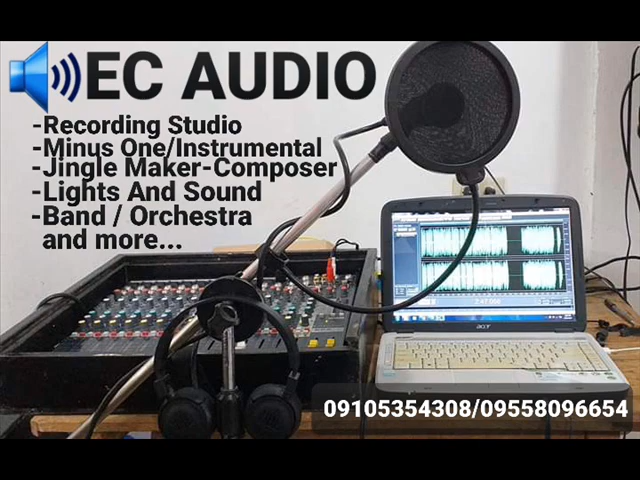 EC AUDIO
-Recording Studio
-Minus One/Instrumental
-Jingle Maker-Composer
-Lights And Sound
-Band / Orchestra
and more...
acer
09105354308/09558096654